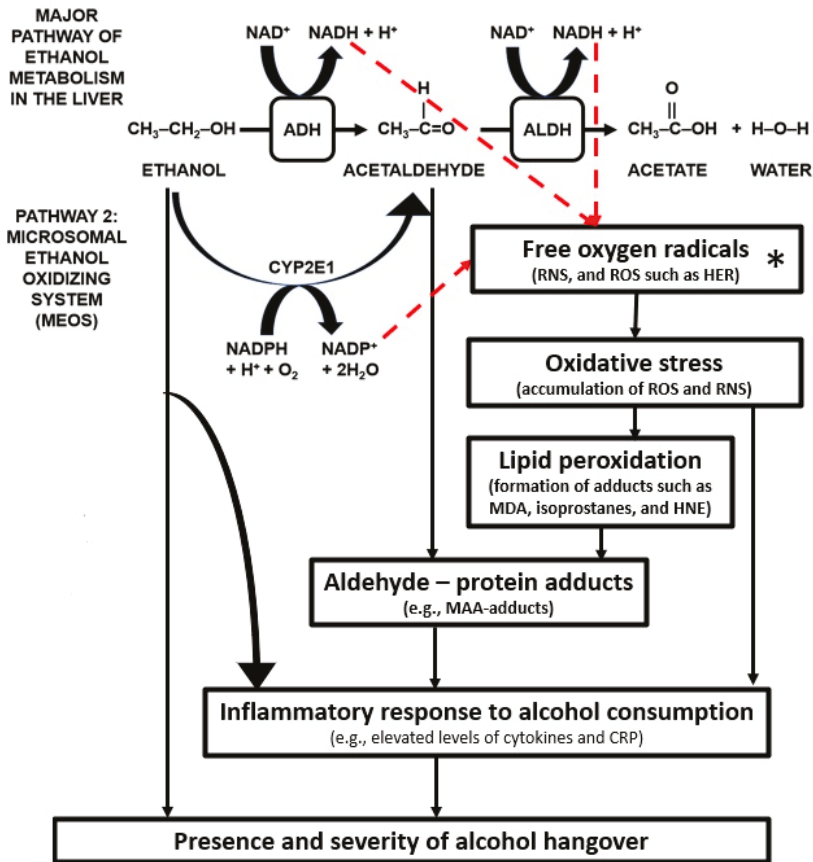 MAJOR
PATHWAY OF
ETHANOL
METABOLISM
IN THE LIVER
NAD⁺
NADH + H⁺
NAD⁺
NADH + H⁺
CH₃–CH₂–OH
ADH
H
CH₃–C=O
ALDH
O
CH₃–C–OH
+ H–O–H
ETHANOL
ACETALDEHYDE
ACETATE
WATER
PATHWAY 2:
MICROSOMAL
ETHANOL
OXIDIZING
SYSTEM
(MEOS)
CYP2E1
NADPH
+ H⁺ + O₂
NADP⁺
+ 2H₂O
Free oxygen radicals
(RNS, and ROS such as HER)
*
Oxidative stress
(accumulation of ROS and RNS)
Lipid peroxidation
(formation of adducts such as
MDA, isoprostanes, and HNE)
Aldehyde – protein adducts
(e.g., MAA-adducts)
Inflammatory response to alcohol consumption
(e.g., elevated levels of cytokines and CRP)
Presence and severity of alcohol hangover